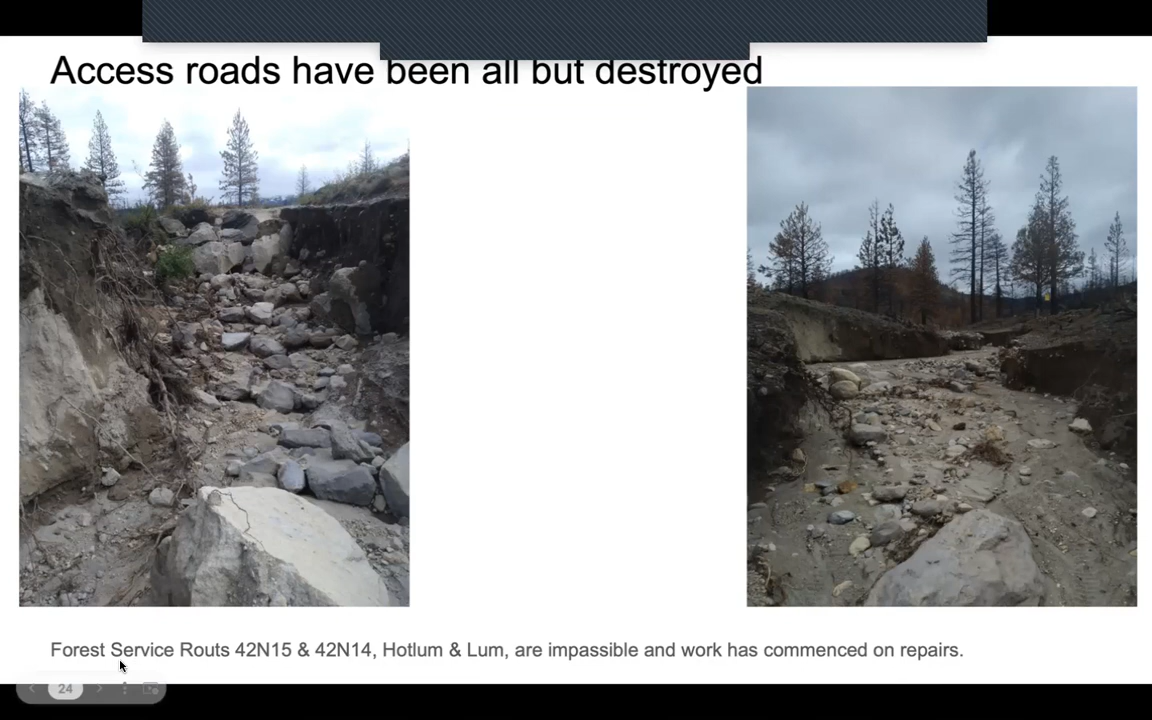 Access roads have been all but destroyed
Forest Service Routs 42N15 & 42N14, Hotlum & Lum, are impassible and work has commenced on repairs.
24